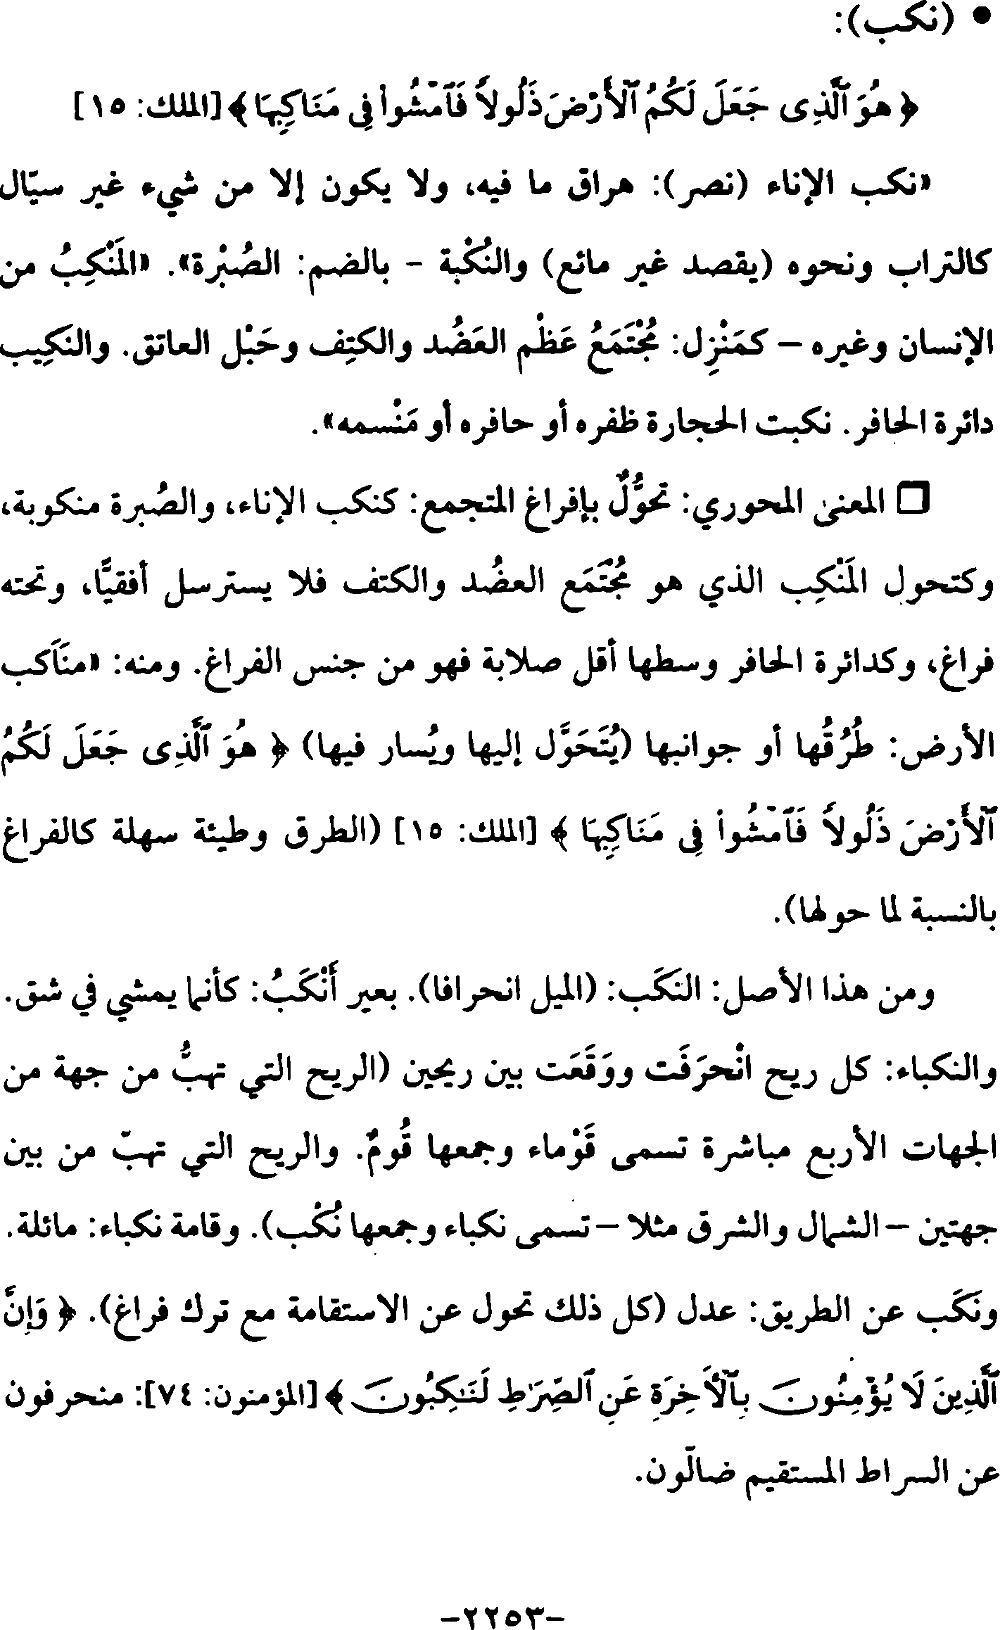 • (نكب):
﴿ هُوَ ٱلَّذِى جَعَلَ لَكُمُ ٱلْأَرْضَ ذَلُولًا فَٱمْشُوا۟ فِى مَنَاكِبِهَا ﴾ [الملك: ١٥]
«نكب الإناء (نصر): هراق ما فيه، ولا يكون إلا من شيء غير سيّال
كالتراب ونحوه (يقصد غير مائع) والنُكْبة - بالضم: الصُبْرة». «المَنْكِبُ من
الإنسان وغيره – كمَنْزِل: مُجْتَمَعُ عَظْم العَضُد والكتِف وحَبْل العاتق. والنَكِيب
دائرة الحافر. نكبت الحجارة ظفره أو حافره أو مَنْسمه».
□ المعنى المحوري: تحوُّلٌ بإفراغ المتجمع: كنكب الإناء، والصُبرة منكوبة،
وكتحول المَنْكِب الذي هو مُجْتَمَع العضُد والكتف فلا يسترسل أفقيًّا، وتحته
فراغ، وكدائرة الحافر وسطها أقل صلابة فهو من جنس الفراغ. ومنه: «منَاكب
الأرض: طُرُقُها أو جوانبها (يُتَحَوَّل إليها ويُسار فيها) ﴿ هُوَ ٱلَّذِى جَعَلَ لَكُمُ
ٱلْأَرْضَ ذَلُولًا فَٱمْشُوا۟ فِى مَنَاكِبِهَا ﴾ [الملك: ١٥] (الطرق وطيئة سهلة كالفراغ
بالنسبة لما حولها).
ومن هذا الأصل: النَكَب: (الميل انحرافا). بعير أَنْكَبُ: كأنما يمشي في شق.
والنكباء: كل ريح انْحرَفَت ووَقَعَت بين ريحين (الريح التي تهبُّ من جهة من
الجهات الأربع مباشرة تسمى قَوْماء وجمعها قُومٌ. والريح التي تهبّ من بين
جهتين – الشمال والشرق مثلا – تسمى نكباء وجمعها نُكْب). وقامة نكباء: مائلة.
ونكَب عن الطريق: عدل (كل ذلك تحول عن الاستقامة مع ترك فراغ). ﴿ وَإِنَّ
ٱلَّذِينَ لَا يُؤْمِنُونَ بِٱلْأَخِرَةِ عَنِ ٱلصِّرَٰطِ لَنَـٰكِبُونَ ﴾ [المؤمنون: ٧٤]: منحرفون
عن السراط المستقيم ضالّون.
-٢٢٥٣-